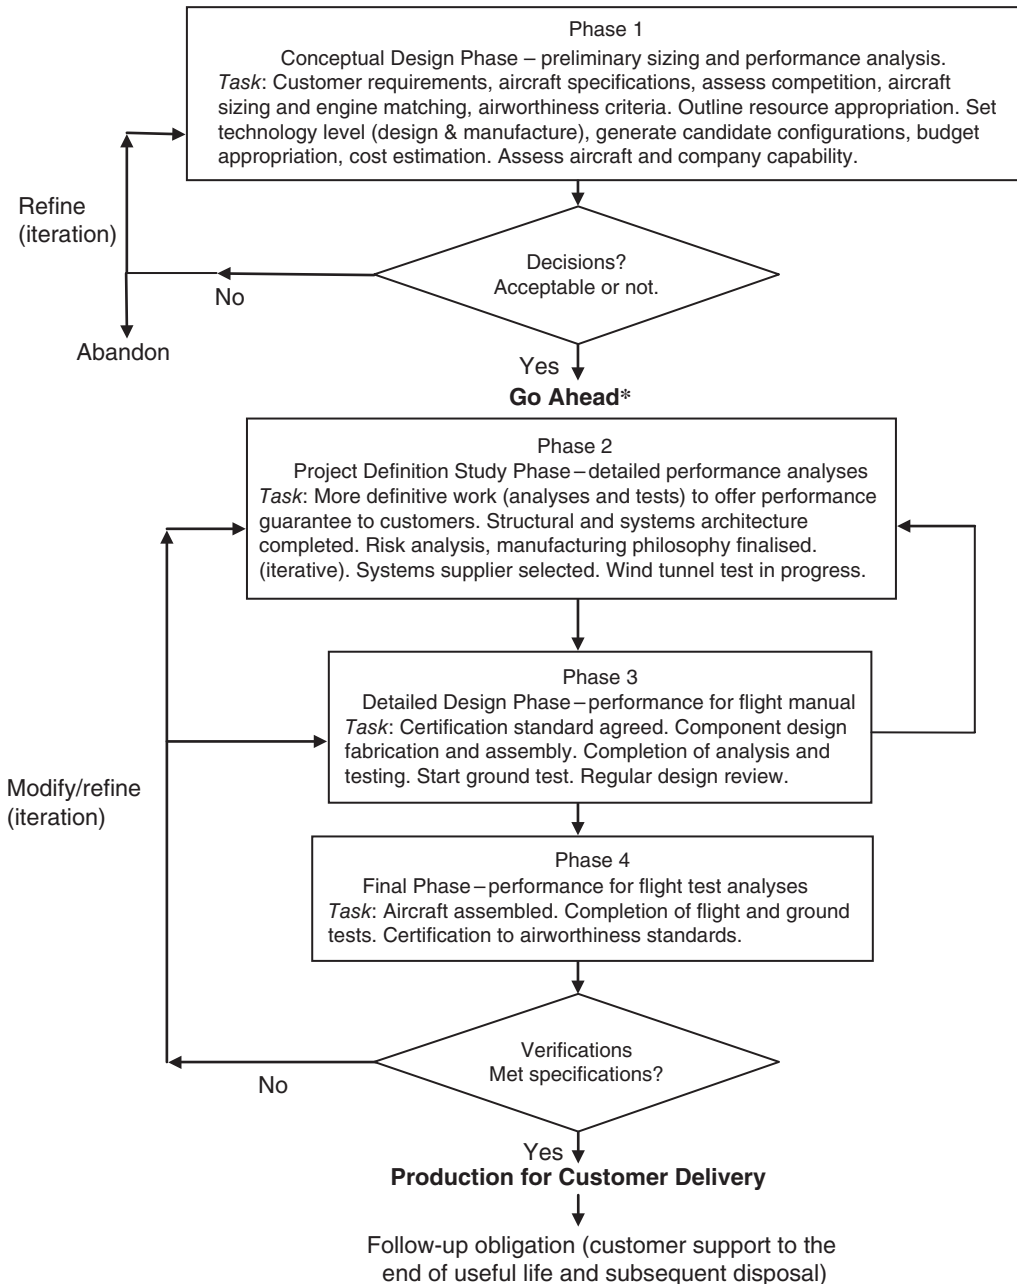 Phase 1
Conceptual Design Phase – preliminary sizing and performance analysis.
Task: Customer requirements, aircraft specifications, assess competition, aircraft
sizing and engine matching, airworthiness criteria. Outline resource appropriation. Set
technology level (design & manufacture), generate candidate configurations, budget
appropriation, cost estimation. Assess aircraft and company capability.
Refine
(iteration)
Decisions?
Acceptable or not.
No
Abandon
Yes
Go Ahead*
Phase 2
Project Definition Study Phase – detailed performance analyses
Task: More definitive work (analyses and tests) to offer performance
guarantee to customers. Structural and systems architecture
completed. Risk analysis, manufacturing philosophy finalised.
(iterative). Systems supplier selected. Wind tunnel test in progress.
Phase 3
Detailed Design Phase – performance for flight manual
Task: Certification standard agreed. Component design
fabrication and assembly. Completion of analysis and
testing. Start ground test. Regular design review.
Modify/refine
(iteration)
Phase 4
Final Phase – performance for flight test analyses
Task: Aircraft assembled. Completion of flight and ground
tests. Certification to airworthiness standards.
Verifications
Met specifications?
No
Yes
Production for Customer Delivery
Follow-up obligation (customer support to the
end of useful life and subsequent disposal)